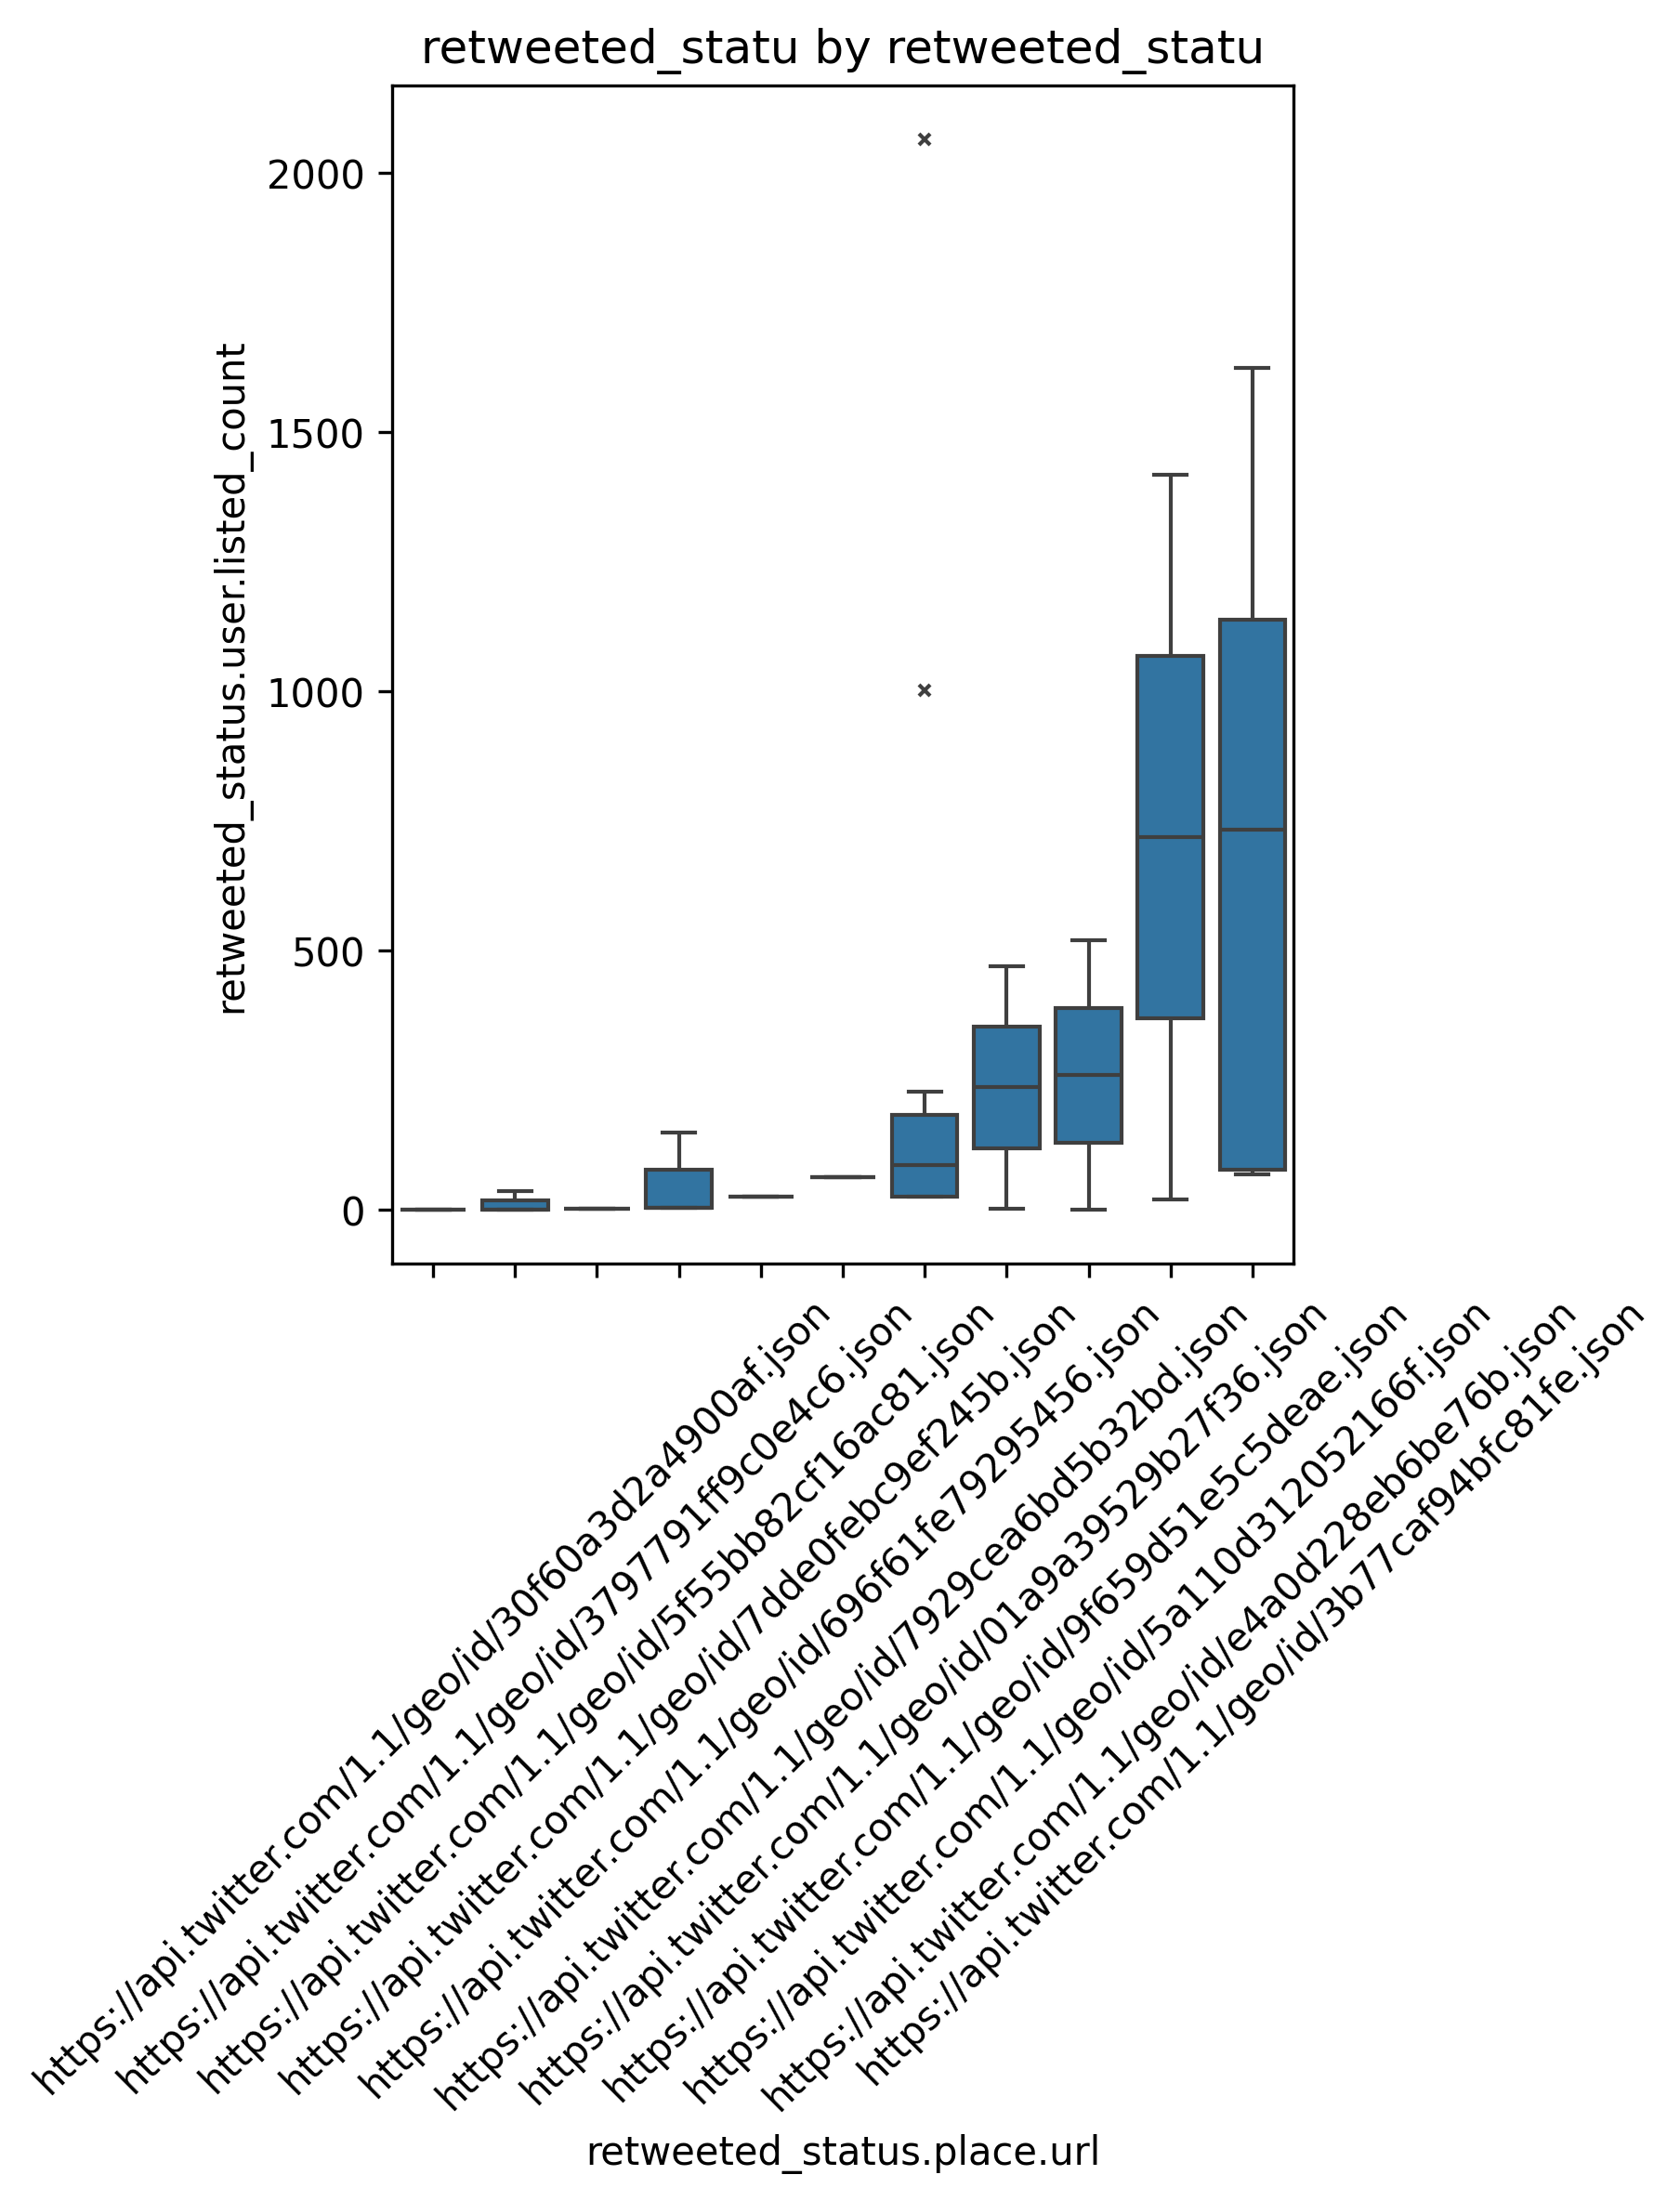 retweeted_statu by retweeted_statu
retweeted_status.user.listed_count
2000
1500
1000
500
0
https://api.twitter.com/1.1/geo/id/30f60a3d2a4900af.json
https://api.twitter.com/1.1/geo/id/3797791ff9c0e4c6.json
https://api.twitter.com/1.1/geo/id/5f55bb82cf16ac81.json
https://api.twitter.com/1.1/geo/id/7dde0febc9ef245b.json
https://api.twitter.com/1.1/geo/id/696f61fe79295456.json
https://api.twitter.com/1.1/geo/id/7929cea6bd5b32bd.json
https://api.twitter.com/1.1/geo/id/01a9a39529b27f36.json
https://api.twitter.com/1.1/geo/id/9f659d51e5c5deae.json
https://api.twitter.com/1.1/geo/id/5a110d312052166f.json
https://api.twitter.com/1.1/geo/id/e4a0d228eb6be76b.json
https://api.twitter.com/1.1/geo/id/3b77caf94bfc81fe.json
retweeted_status.place.url